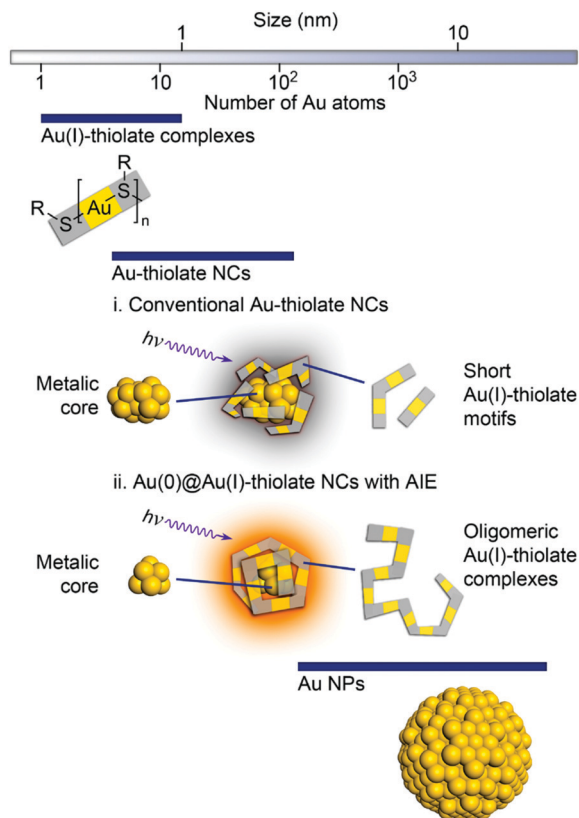 Size (nm)
1 10
1 10 10² 10³
Number of Au atoms
Au(I)-thiolate complexes
R
R
S
[Au]
S
n
Au-thiolate NCs
i. Conventional Au-thiolate NCs
hν
Metalic
core
Short
Au(I)-thiolate
motifs
ii. Au(0)@Au(I)-thiolate NCs with AIE
hν
Metalic
core
Oligomeric
Au(I)-thiolate
complexes
Au NPs